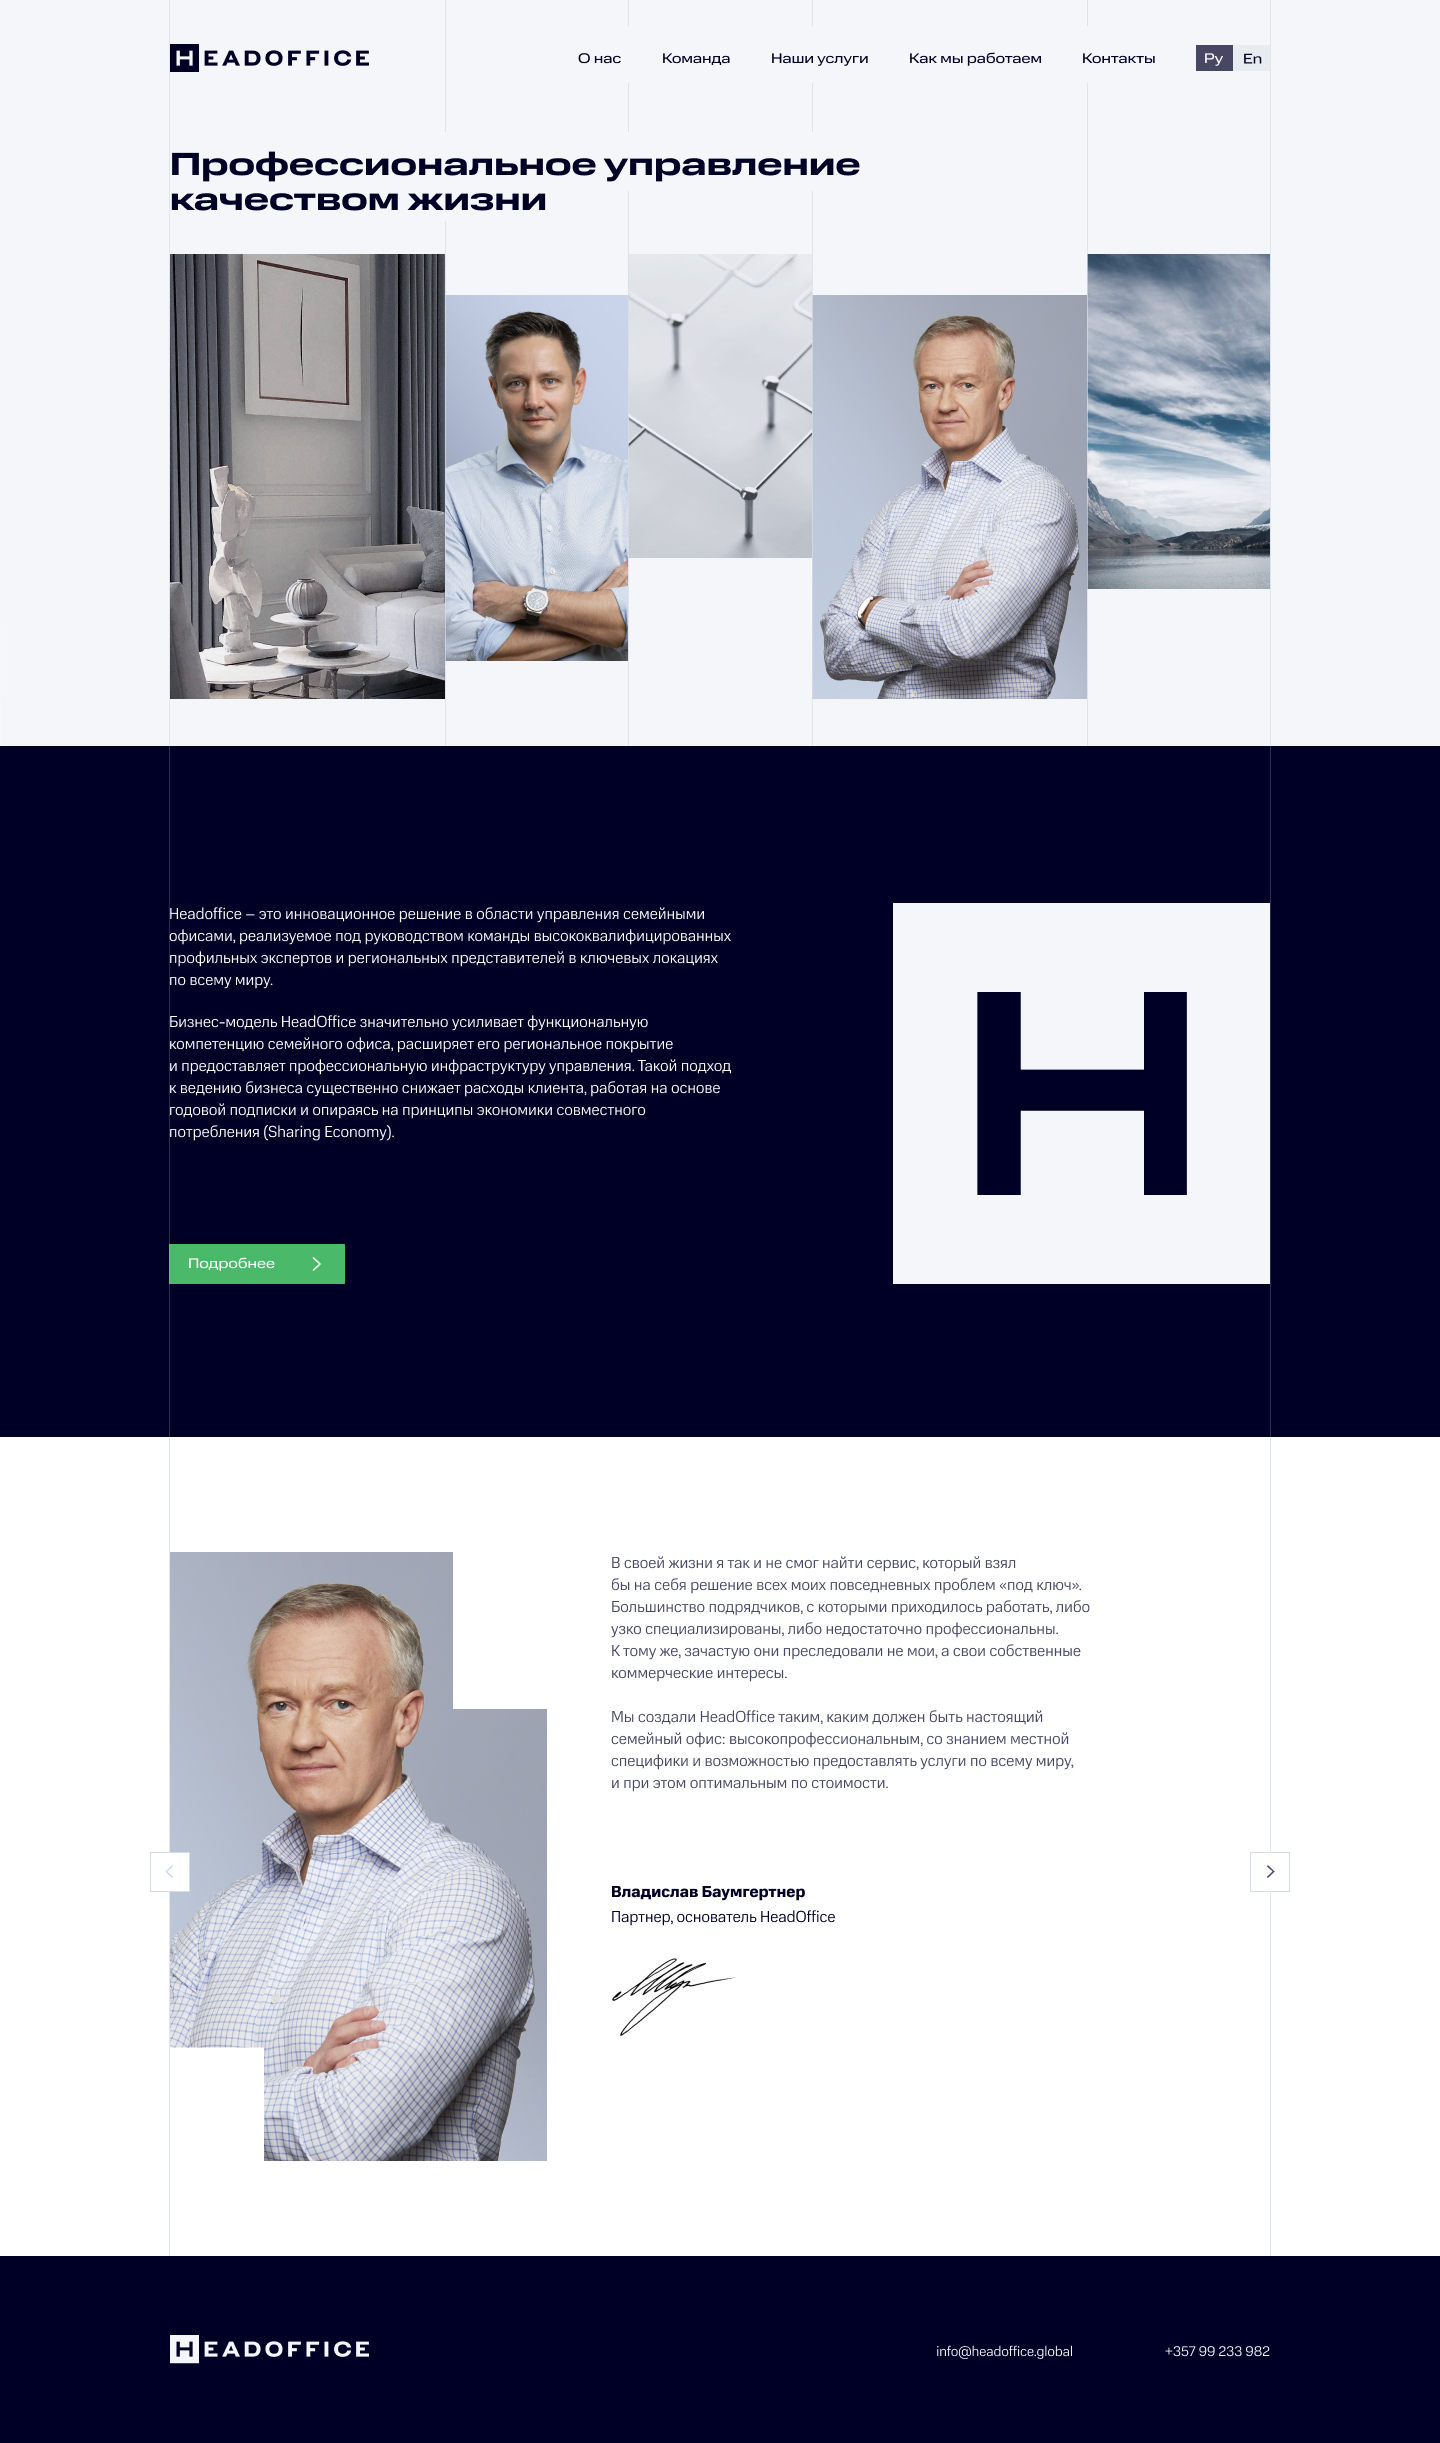 HEADOFFICE
О нас
Команда
Наши услуги
Как мы работаем
Контакты
Ру
En
Профессиональное управление
качеством жизни
Headoffice – это инновационное решение в области управления семейными
офисами, реализуемое под руководством команды высококвалифицированных
профильных экспертов и региональных представителей в ключевых локациях
по всему миру.
Бизнес-модель HeadOffice значительно усиливает функциональную
компетенцию семейного офиса, расширяет его региональное покрытие
и предоставляет профессиональную инфраструктуру управления. Такой подход
к ведению бизнеса существенно снижает расходы клиента, работая на основе
годовой подписки и опираясь на принципы экономики совместного
потребления (Sharing Economy).
Подробнее
H
В своей жизни я так и не смог найти сервис, который взял
бы на себя решение всех моих повседневных проблем «под ключ».
Большинство подрядчиков, с которыми приходилось работать, либо
узко специализированы, либо недостаточно профессиональны.
К тому же, зачастую они преследовали не мои, а свои собственные
коммерческие интересы.
Мы создали HeadOffice таким, каким должен быть настоящий
семейный офис: высокопрофессиональным, со знанием местной
специфики и возможностью предоставлять услуги по всему миру,
и при этом оптимальным по стоимости.
Владислав Баумгертнер
Партнер, основатель HeadOffice
HEADOFFICE
info@headoffice.global
+357 99 233 982